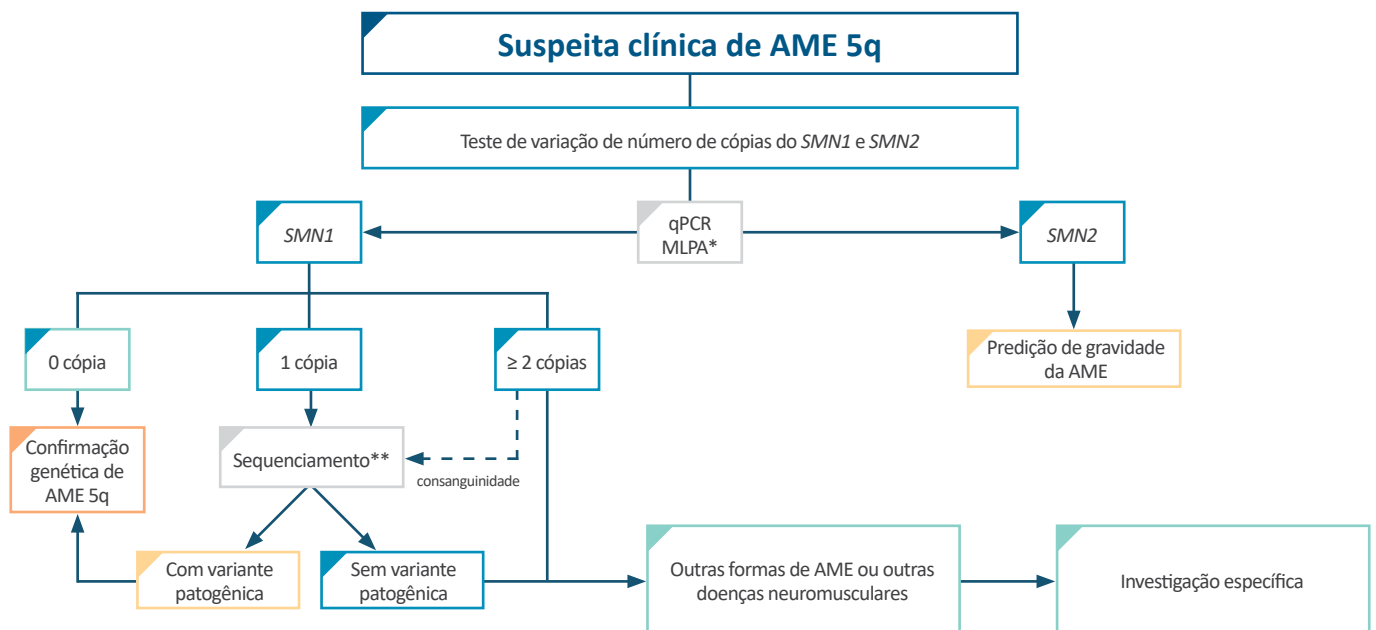 Suspeita clínica de AME 5q
Teste de variação de número de cópias do SMN1 e SMN2
SMN1
qPCR
MLPA*
SMN2
0 cópia
1 cópia
≥ 2 cópias
Predição de gravidade
da AME
Confirmação
genética de
AME 5q
Sequenciamento**
consanguinidade
Com variante
patogênica
Sem variante
patogênica
Outras formas de AME ou outras
doenças neuromusculares
Investigação específica